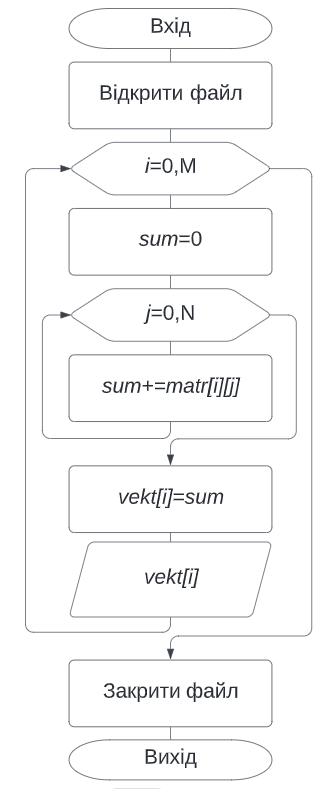 Вхід
Відкрити файл
i=0,M
sum=0
j=0,N
sum+=matr[i][j]
vekt[i]=sum
vekt[i]
Закрити файл
Вихід